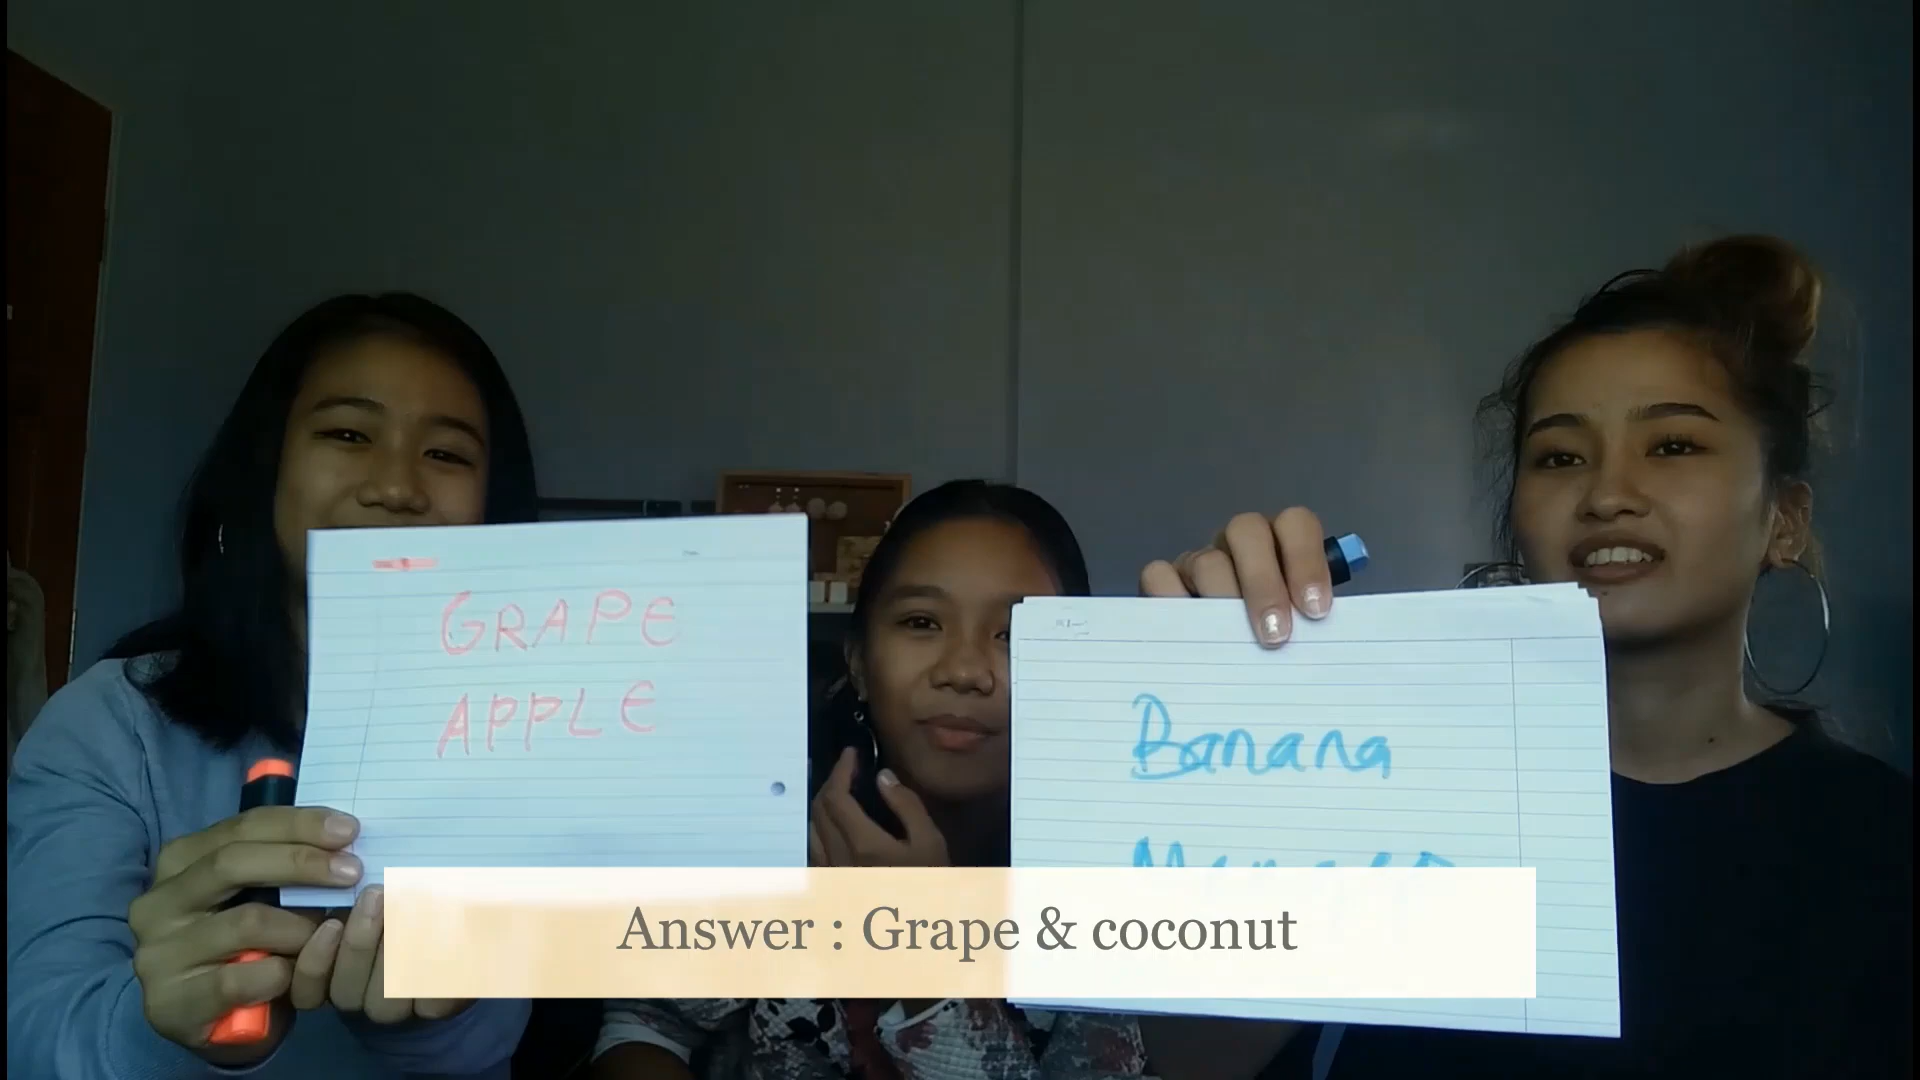 GRAPE
APPLE
Banana
Answer : Grape & coconut